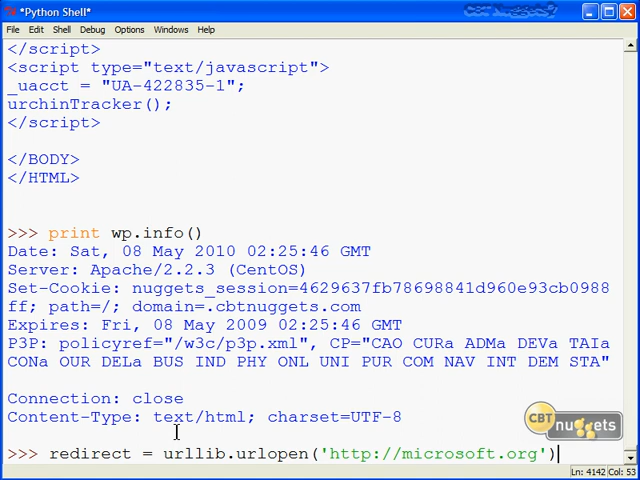 *Python Shell*
CBT Nuggets
File Edit Shell Debug Options Windows Help
</script>
<script type="text/javascript">
_uacct = "UA-422835-1";
urchinTracker();
</script>
</BODY>
</HTML>
>>> print wp.info()
Date: Sat, 08 May 2010 02:25:46 GMT
Server: Apache/2.2.3 (CentOS)
Set-Cookie: nuggets_session=4629637fb78698841d960e93cb0988
ff; path=/; domain=.cbtnuggets.com
Expires: Fri, 08 May 2009 02:25:46 GMT
P3P: policyref="/w3c/p3p.xml", CP="CAO CURa ADMa DEVa TAIa
CONa OUR DELa BUS IND PHY ONL UNI PUR COM NAV INT DEM STA"
Connection: close
Content-Type: text/html; charset=UTF-8
CBT nuggets
>>> redirect = urllib.urlopen('http://microsoft.org')
Ln: 4142 Col: 53